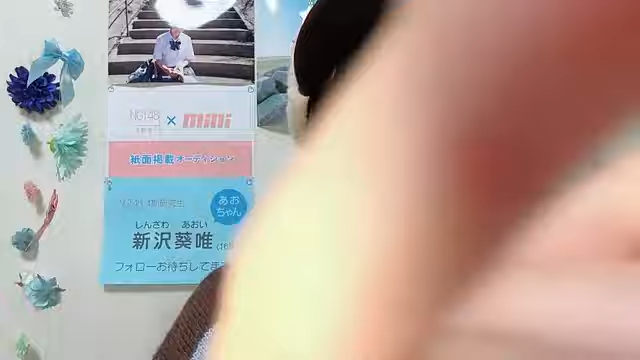 NGT48 × mini
紙面掲載オーディション
あお
ちゃん
しんざわ あおい
新沢葵唯
フォローお待ちしてま